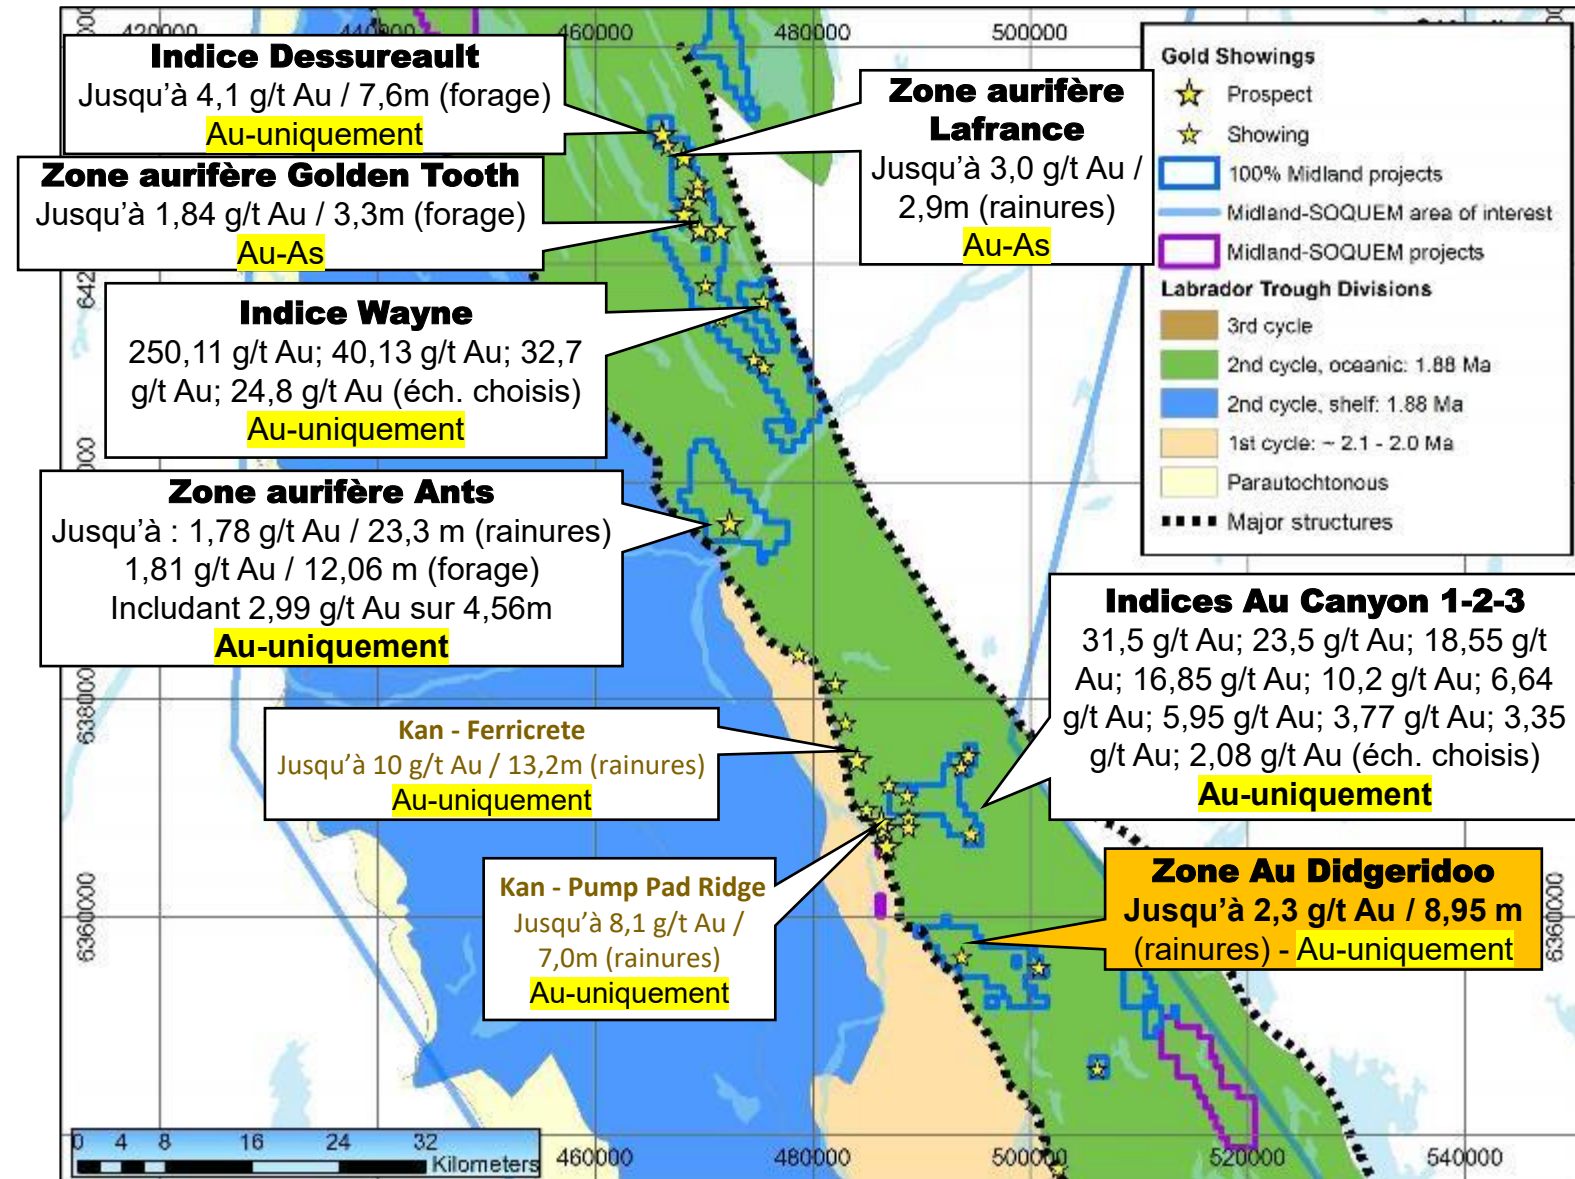 460000
480000
500000
Indice Dessureault
Jusqu'à 4,1 g/t Au / 7,6m (forage)
Au-uniquement
Zone aurifère
Lafrance
Jusqu'à 3,0 g/t Au /
2,9m (rainures)
Au-As
Zone aurifère Golden Tooth
Jusqu'à 1,84 g/t Au / 3,3m (forage)
Au-As
Indice Wayne
250,11 g/t Au; 40,13 g/t Au; 32,7
g/t Au; 24,8 g/t Au (éch. choisis)
Au-uniquement
Zone aurifère Ants
Jusqu'à : 1,78 g/t Au / 23,3 m (rainures)
1,81 g/t Au / 12,06 m (forage)
Includant 2,99 g/t Au sur 4,56m
Au-uniquement
Gold Showings
Prospect
Showing
100% Midland projects
Midland-SOQUEM area of interest
Midland-SOQUEM projects
Labrador Trough Divisions
3rd cycle
2nd cycle, oceanic: 1.88 Ma
2nd cycle, shelf: 1.88 Ma
1st cycle: ~ 2.1 - 2.0 Ma
Parautochtonous
Major structures
Indices Au Canyon 1-2-3
31,5 g/t Au; 23,5 g/t Au; 18,55 g/t
Au; 16,85 g/t Au; 10,2 g/t Au; 6,64
g/t Au; 5,95 g/t Au; 3,77 g/t Au; 3,35
g/t Au; 2,08 g/t Au (éch. choisis)
Au-uniquement
6380000
Kan - Ferricrete
Jusqu'à 10 g/t Au / 13,2m (rainures)
Au-uniquement
Kan - Pump Pad Ridge
Jusqu'à 8,1 g/t Au /
7,0m (rainures)
Au-uniquement
Zone Au Didgeridoo
Jusqu'à 2,3 g/t Au / 8,95 m
(rainures) - Au-uniquement
6360000
6360000
0 4 8 16 24 32
Kilometers
460000
480000
500000
520000
540000